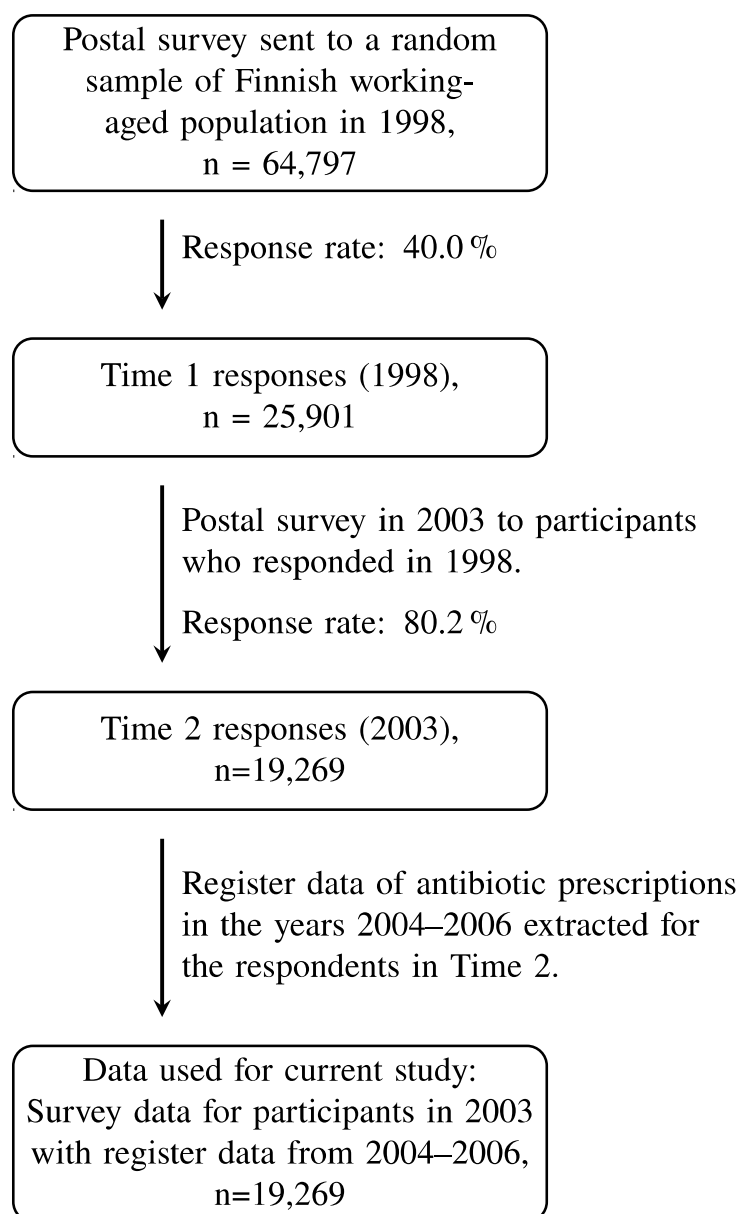 Postal survey sent to a random
sample of Finnish working-
aged population in 1998,
n = 64,797
Response rate: 40.0 %
Time 1 responses (1998),
n = 25,901
Postal survey in 2003 to participants
who responded in 1998.
Response rate: 80.2 %
Time 2 responses (2003),
n=19,269
Register data of antibiotic prescriptions
in the years 2004–2006 extracted for
the respondents in Time 2.
Data used for current study:
Survey data for participants in 2003
with register data from 2004–2006,
n=19,269